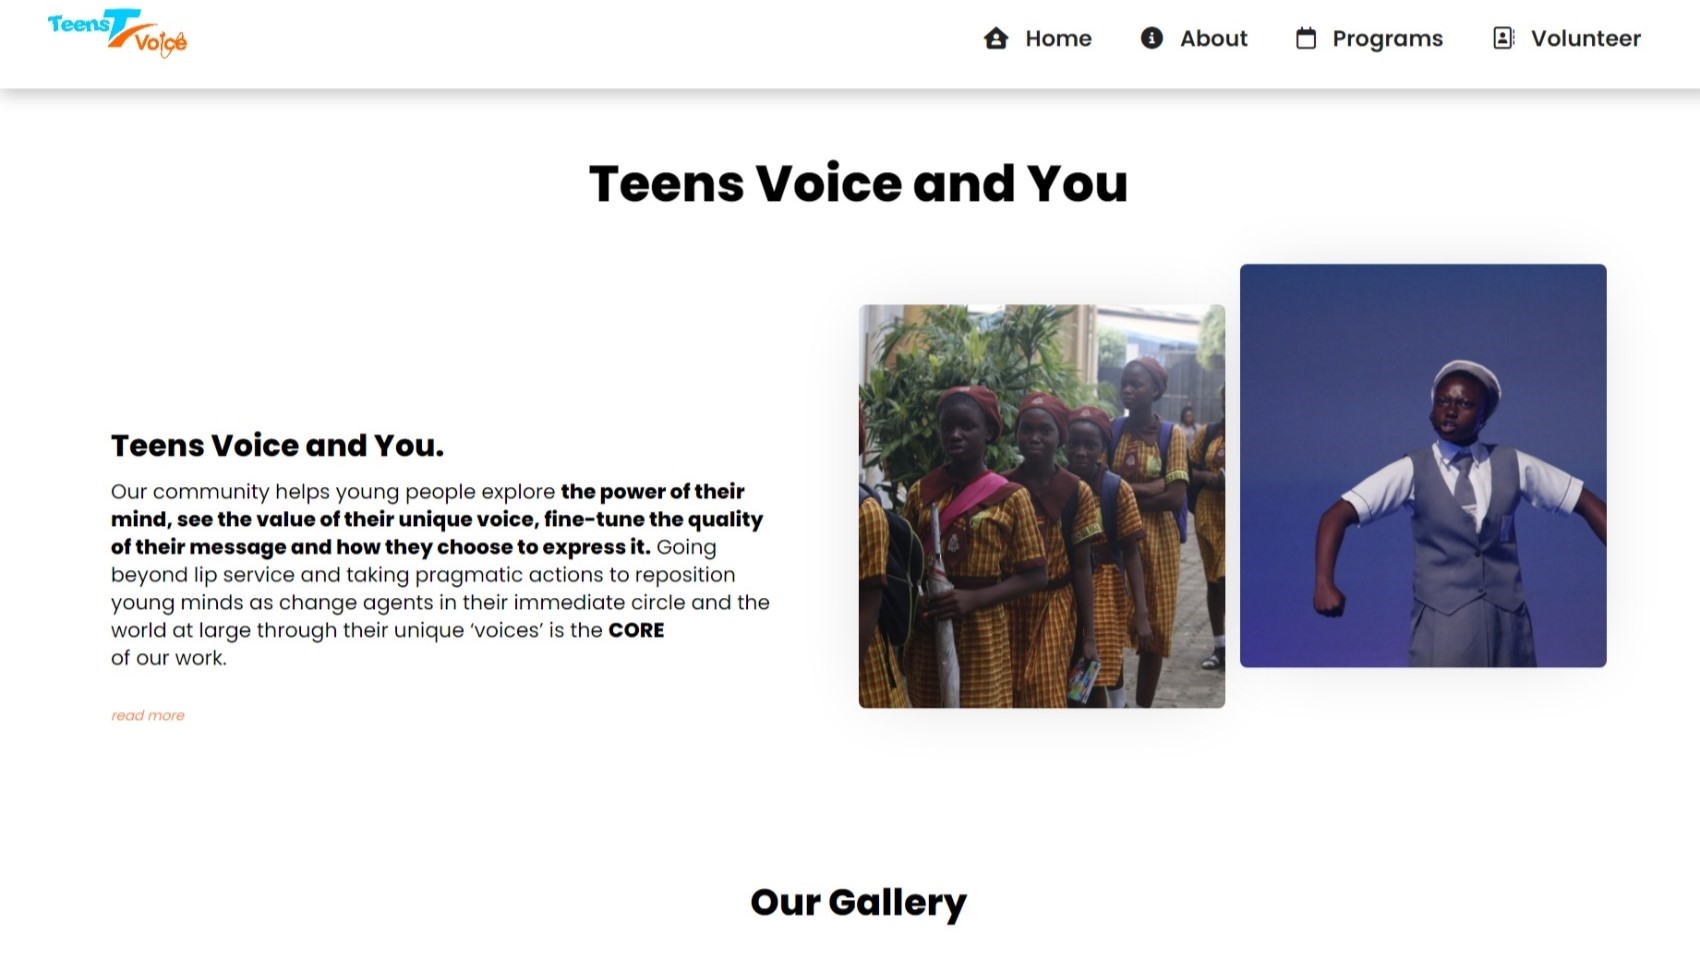 Teens Voice
Home About Programs Volunteer
Teens Voice and You
Teens Voice and You.
Our community helps young people explore the power of their
mind, see the value of their unique voice, fine-tune the quality
of their message and how they choose to express it. Going
beyond lip service and taking pragmatic actions to reposition
young minds as change agents in their immediate circle and the
world at large through their unique ‘voices’ is the CORE
of our work.
read more
Our Gallery